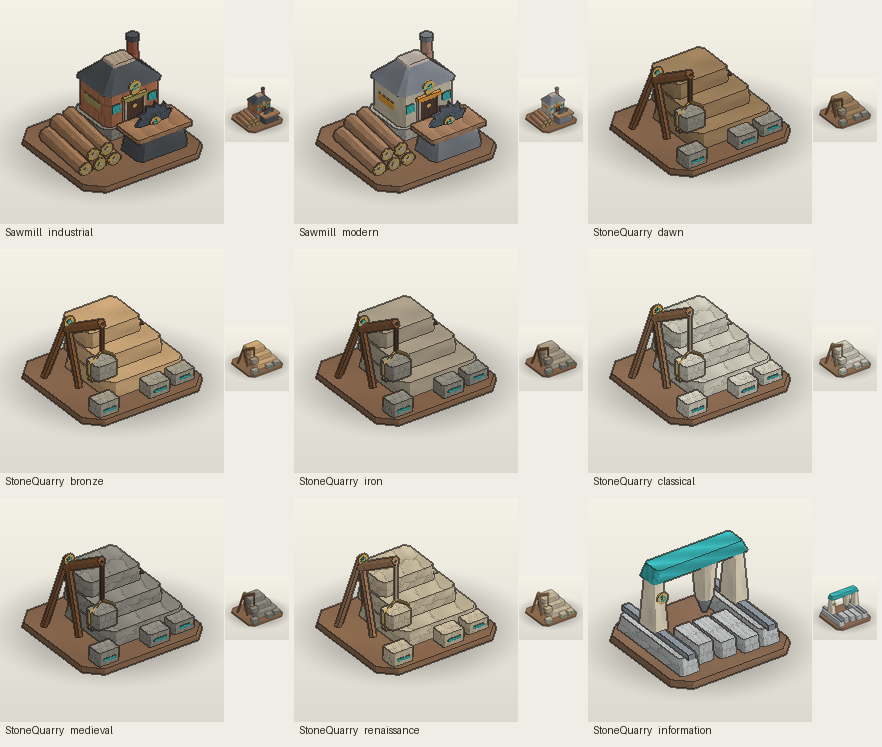 Sawmill industrial
Sawmill modern
StoneQuarry dawn
StoneQuarry bronze
StoneQuarry iron
StoneQuarry classical
StoneQuarry medieval
StoneQuarry renaissance
StoneQuarry information